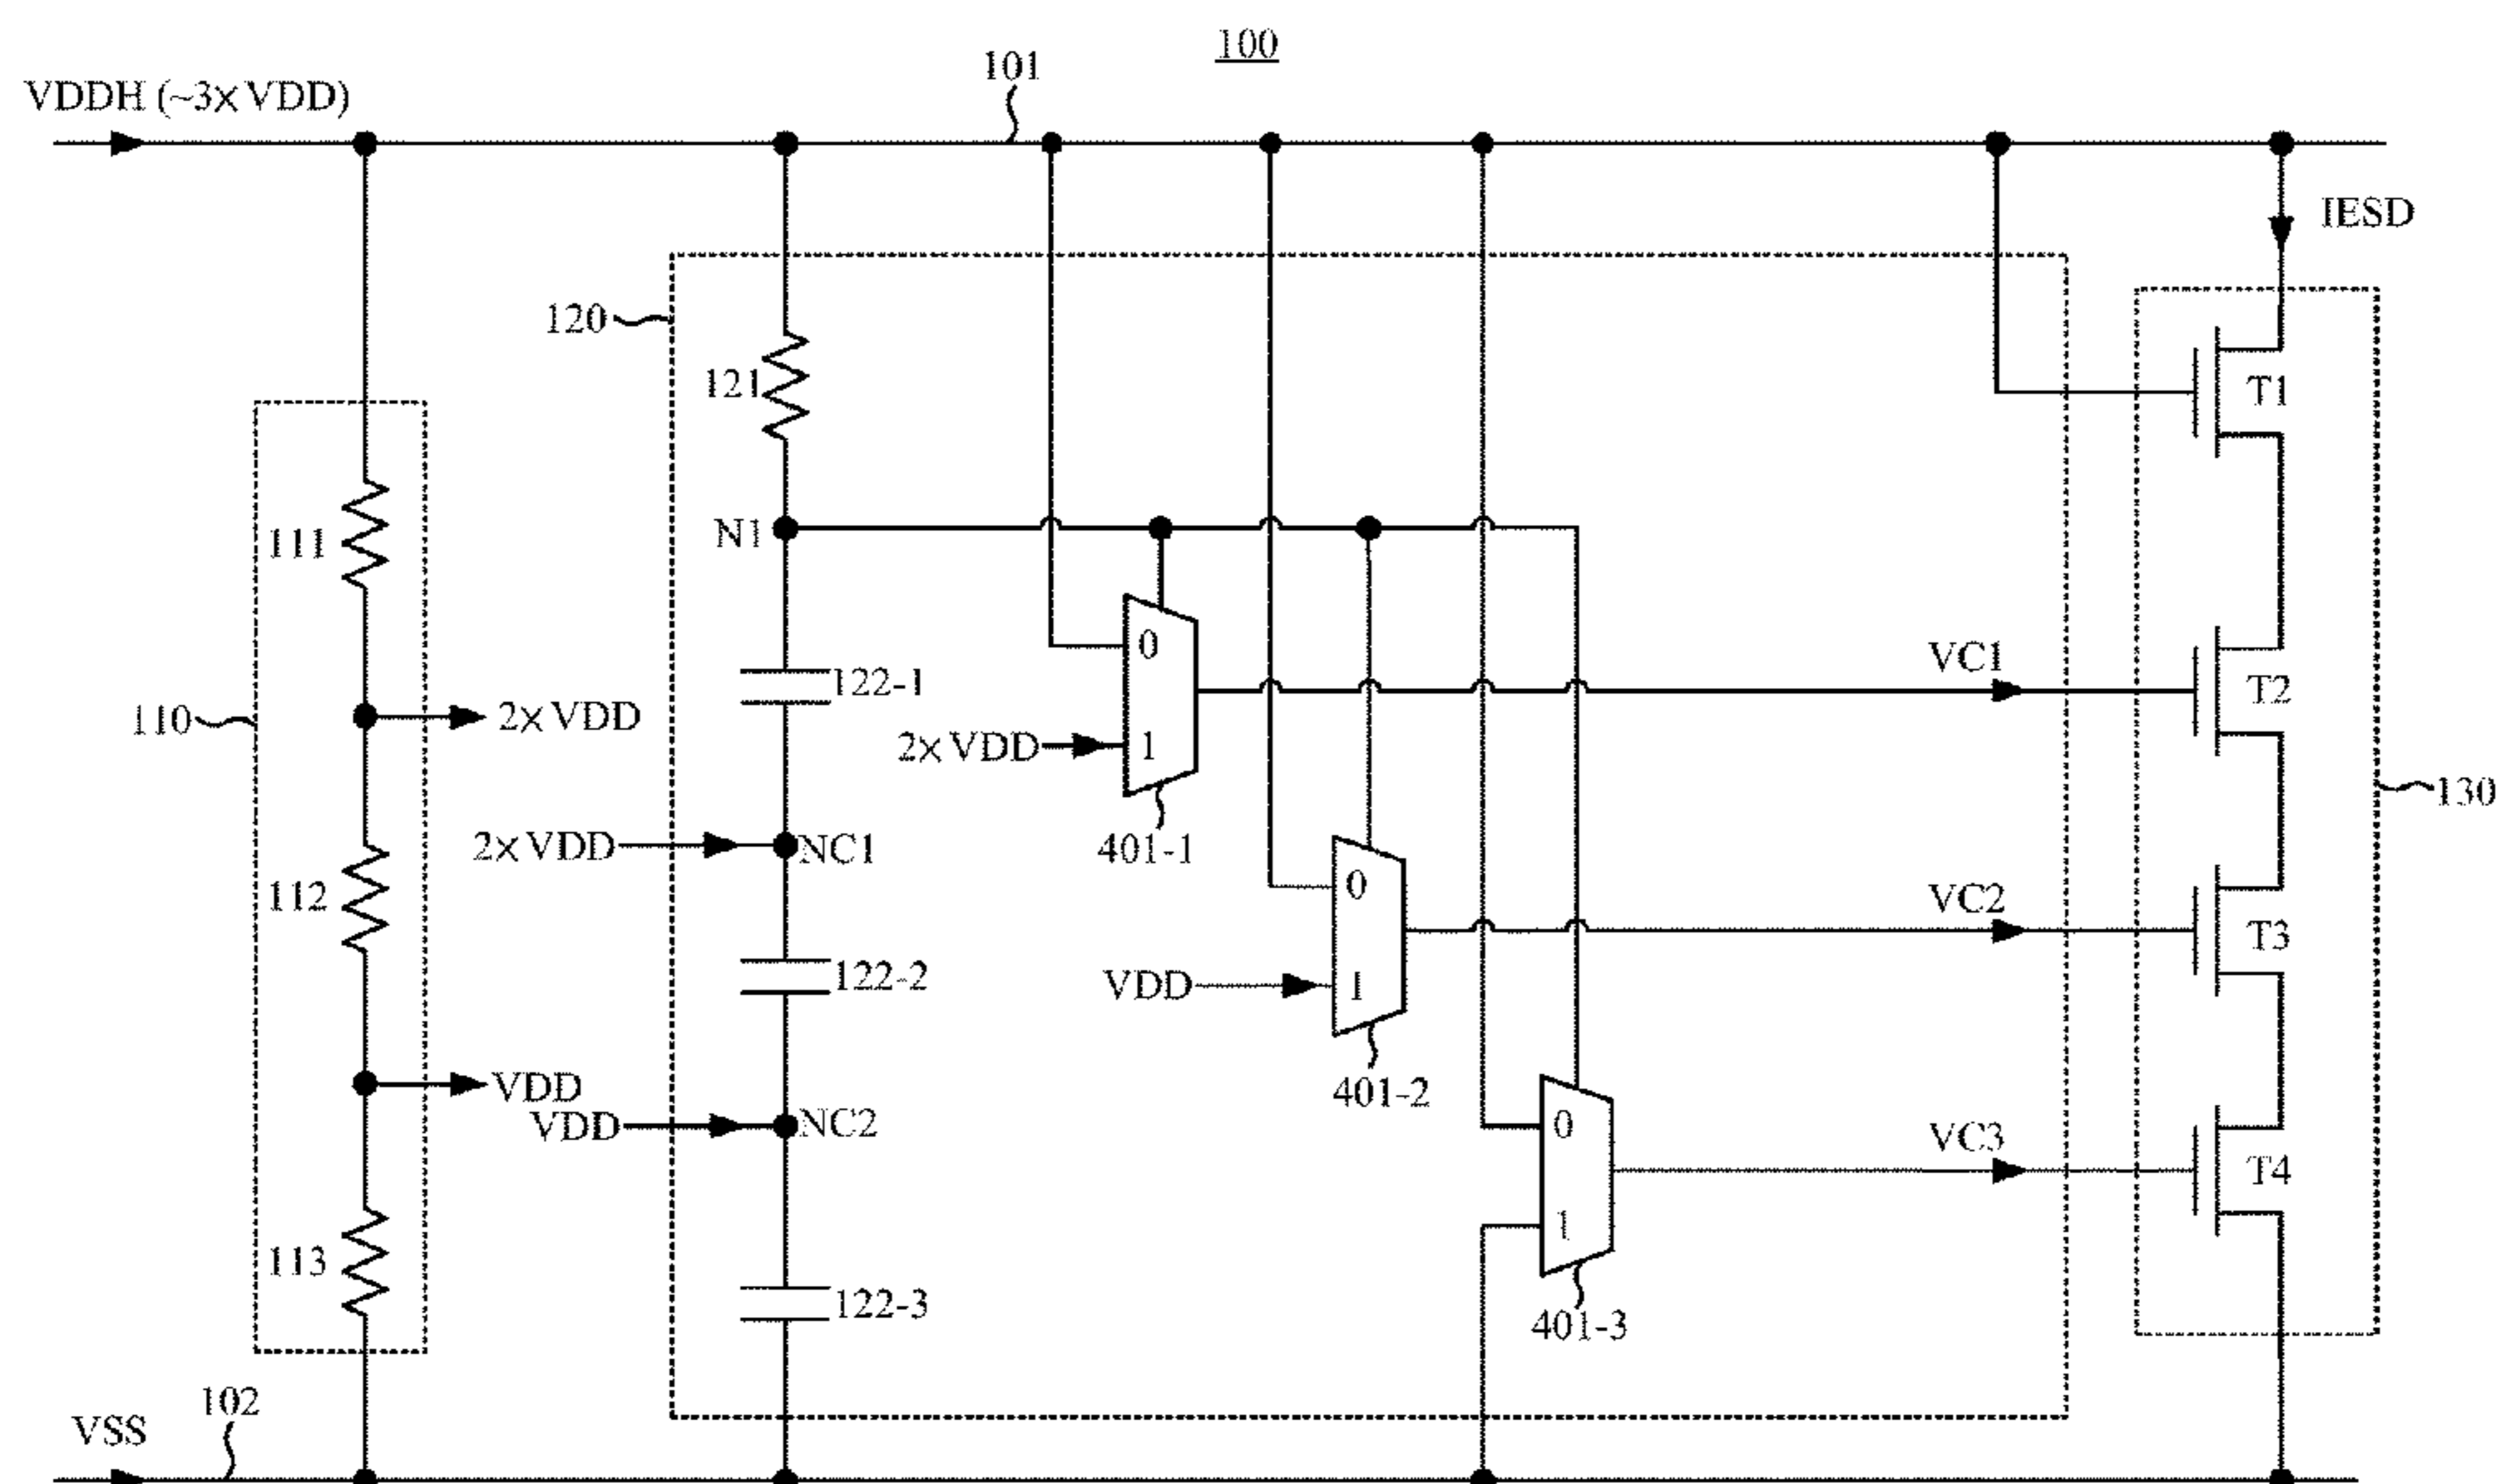 100
101
VDDH (~3× VDD)
IESD
120
121
T1
N1
111
0
122-1
VC1
T2
110
2× VDD
2× VDD
1
130
2× VDD
NC1
401-1
112
0
VC2
T3
122-2
VDD
1
VDD
401-2
VDD
NC2
0
VC3
T4
113
1
122-3
401-3
102
VSS